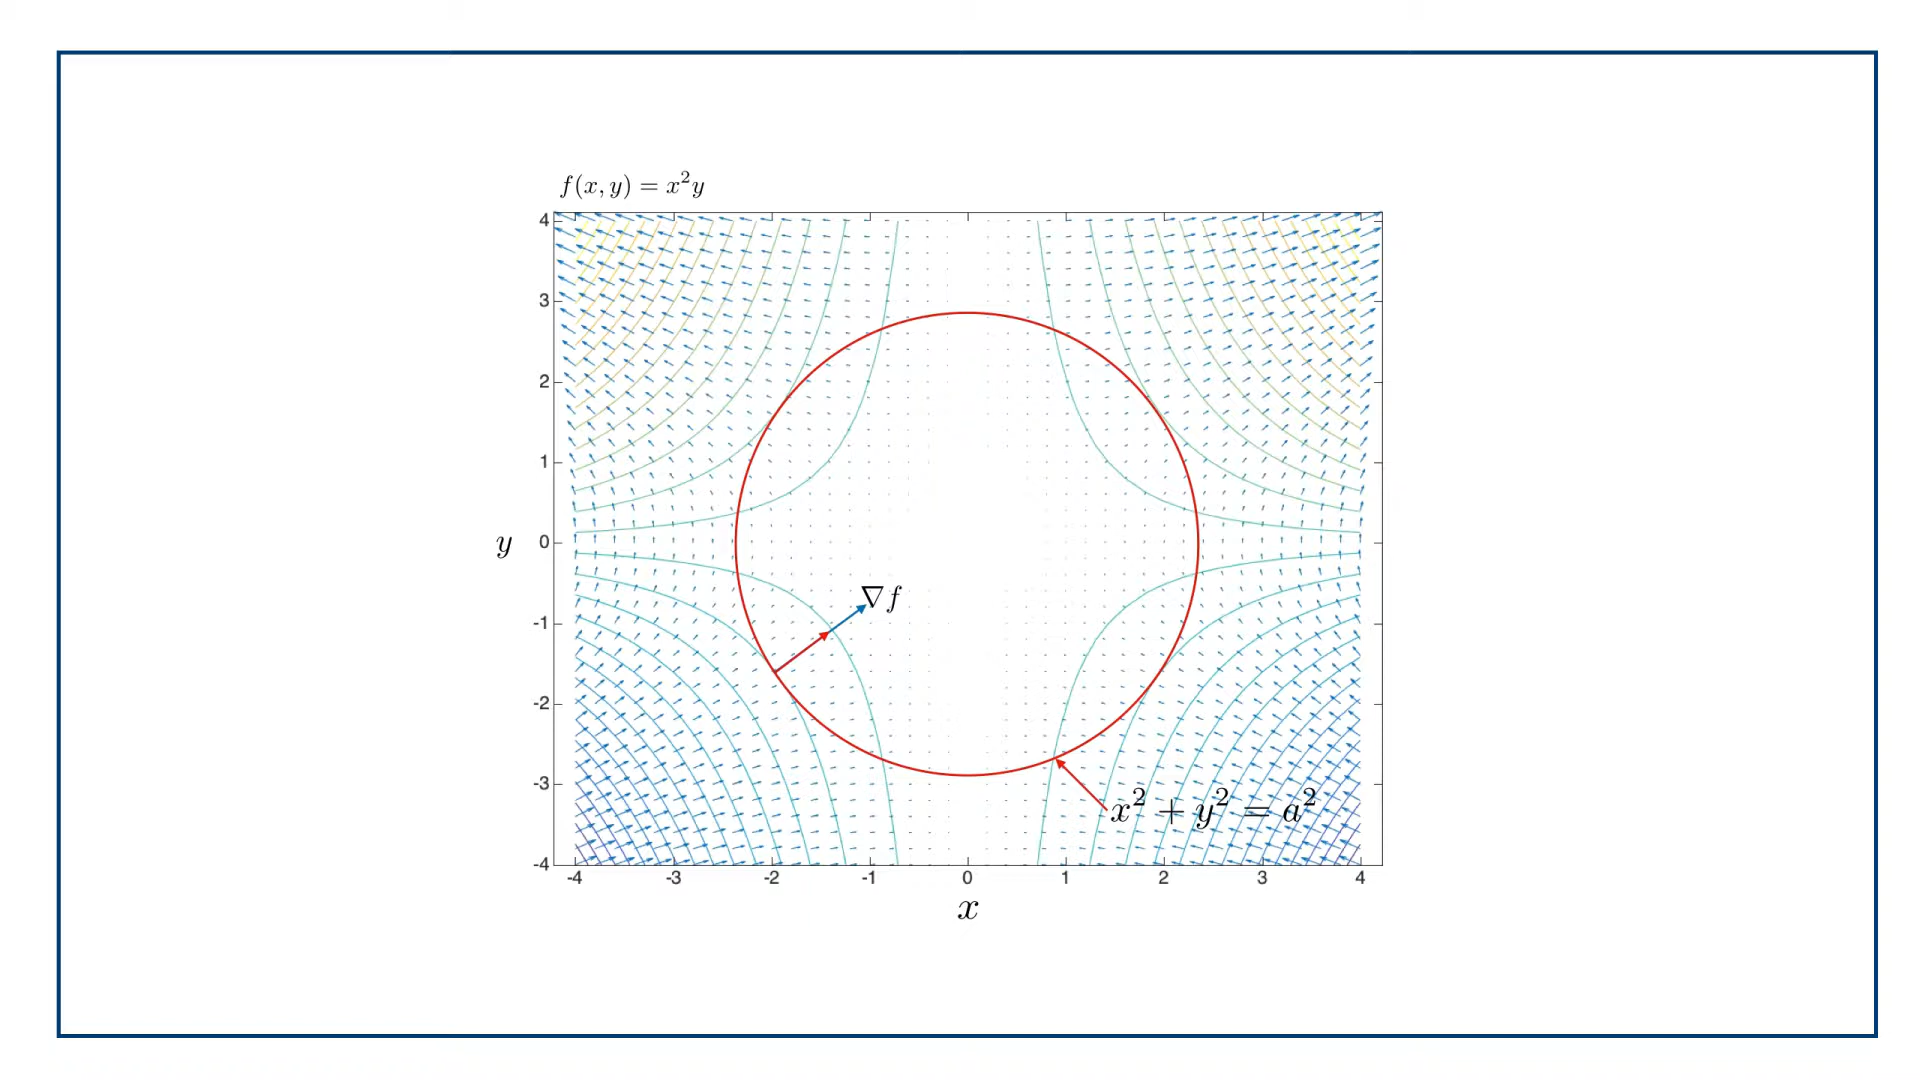 f(x, y) = x²y
4
3
2
1
y 0
∇f
-1
-2
-3
x² + y² = a²
-4
-4 -3 -2 -1 0 1 2 3 4
x